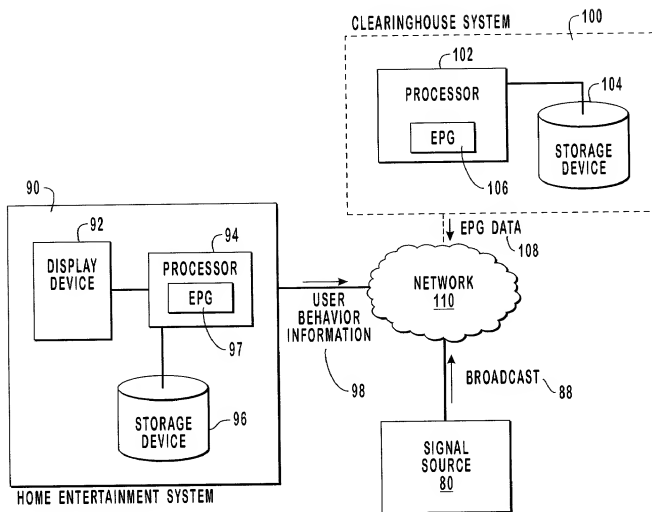 CLEARINGHOUSE SYSTEM
100
102
PROCESSOR
EPG
106
104
STORAGE
DEVICE
EPG DATA
108
90
92
DISPLAY
DEVICE
94
PROCESSOR
EPG
97
STORAGE
DEVICE
96
HOME ENTERTAINMENT SYSTEM
USER
BEHAVIOR
INFORMATION
98
NETWORK
110
BROADCAST
88
SIGNAL
SOURCE
80